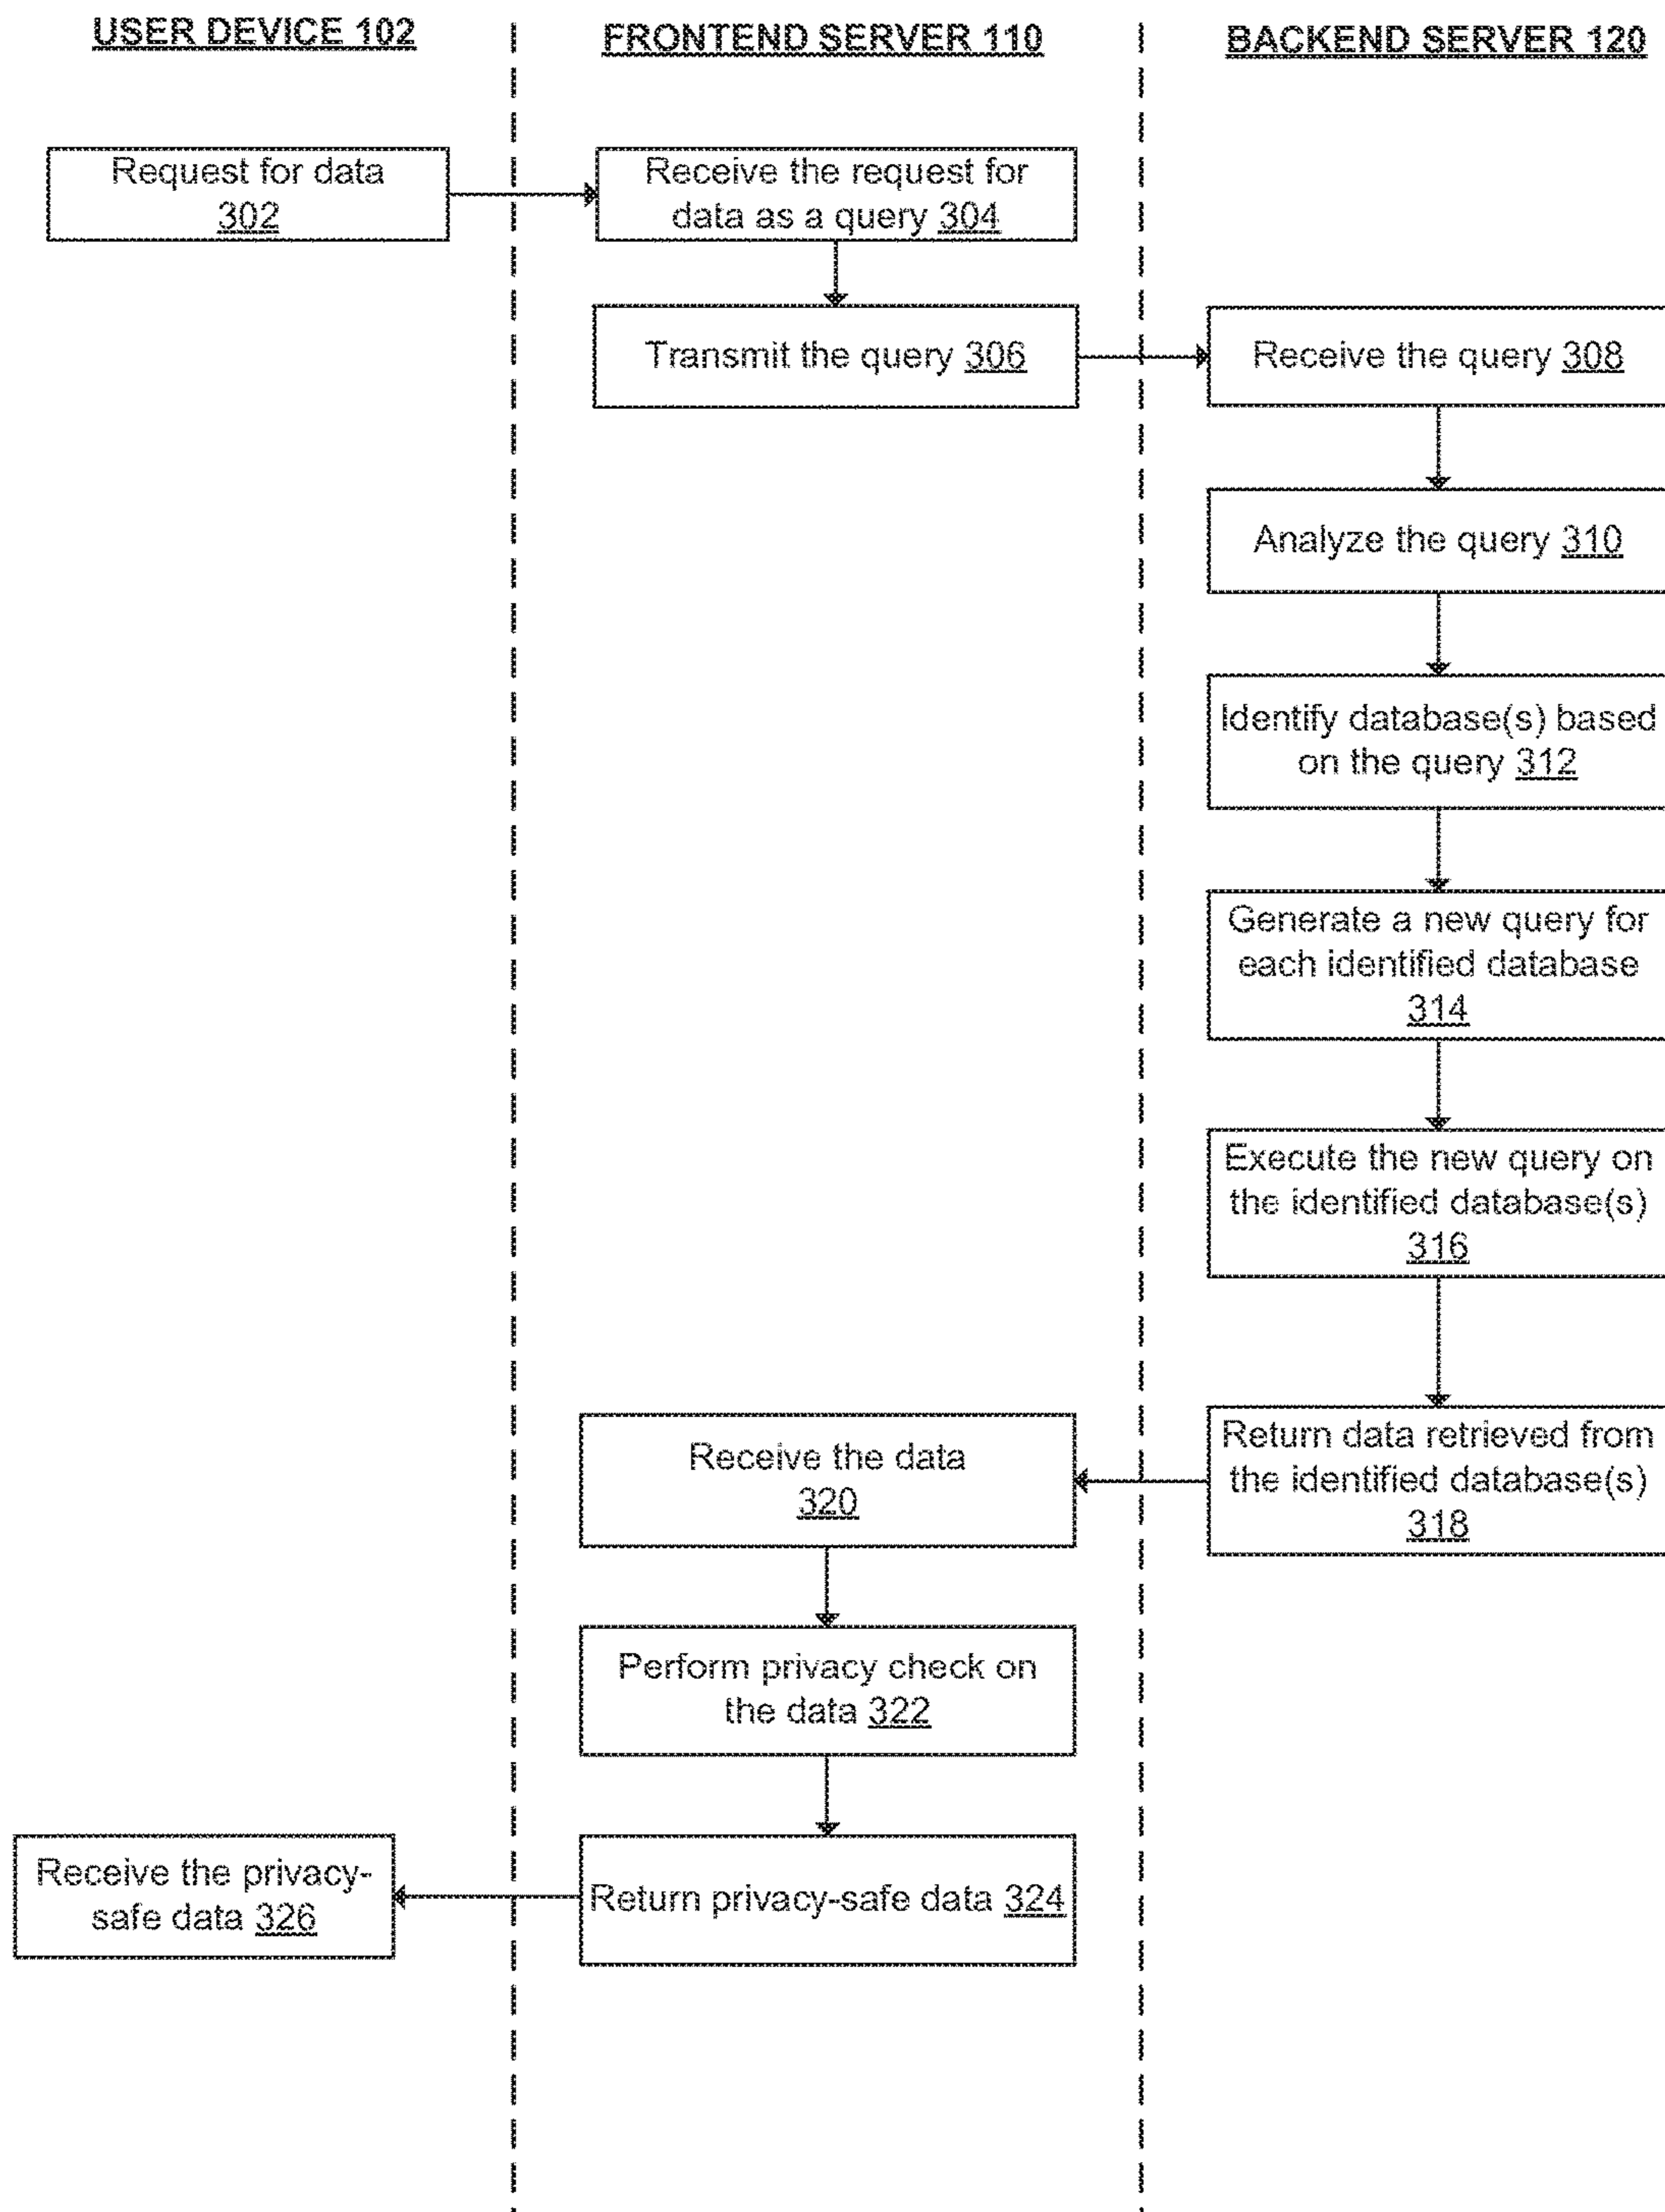 USER DEVICE 102
FRONTEND SERVER 110
BACKEND SERVER 120
Request for data
302
Receive the request for
data as a query 304
Transmit the query 306
Receive the query 308
Analyze the query 310
Identify database(s) based
on the query 312
Generate a new query for
each identified database
314
Execute the new query on
the identified database(s)
316
Return data retrieved from
the identified database(s)
318
Receive the data
320
Perform privacy check on
the data 322
Return privacy-safe data 324
Receive the privacy-
safe data 326